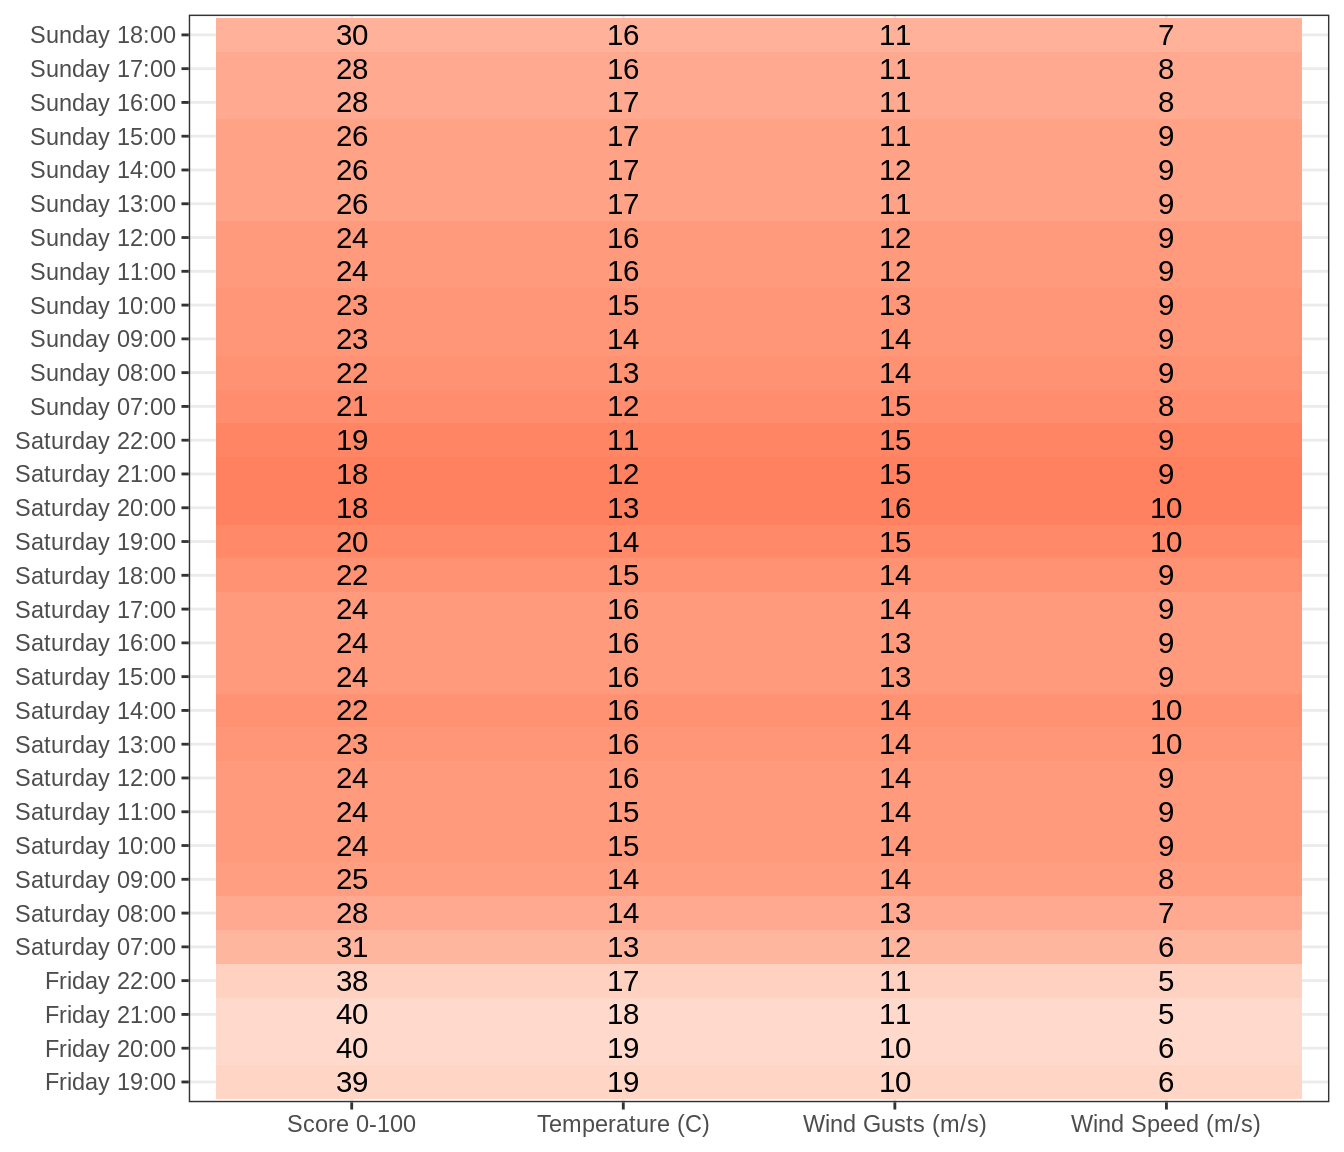 Sunday 18:00 30 16 11 7
Sunday 17:00 28 16 11 8
Sunday 16:00 28 17 11 8
Sunday 15:00 26 17 11 9
Sunday 14:00 26 17 12 9
Sunday 13:00 26 17 11 9
Sunday 12:00 24 16 12 9
Sunday 11:00 24 16 12 9
Sunday 10:00 23 15 13 9
Sunday 09:00 23 14 14 9
Sunday 08:00 22 13 14 9
Sunday 07:00 21 12 15 8
Saturday 22:00 19 11 15 9
Saturday 21:00 18 12 15 9
Saturday 20:00 18 13 16 10
Saturday 19:00 20 14 15 10
Saturday 18:00 22 15 14 9
Saturday 17:00 24 16 14 9
Saturday 16:00 24 16 13 9
Saturday 15:00 24 16 13 9
Saturday 14:00 22 16 14 10
Saturday 13:00 23 16 14 10
Saturday 12:00 24 16 14 9
Saturday 11:00 24 15 14 9
Saturday 10:00 24 15 14 9
Saturday 09:00 25 14 14 8
Saturday 08:00 28 14 13 7
Saturday 07:00 31 13 12 6
Friday 22:00 38 17 11 5
Friday 21:00 40 18 11 5
Friday 20:00 40 19 10 6
Friday 19:00 39 19 10 6
Score 0-100 Temperature (C) Wind Gusts (m/s) Wind Speed (m/s)